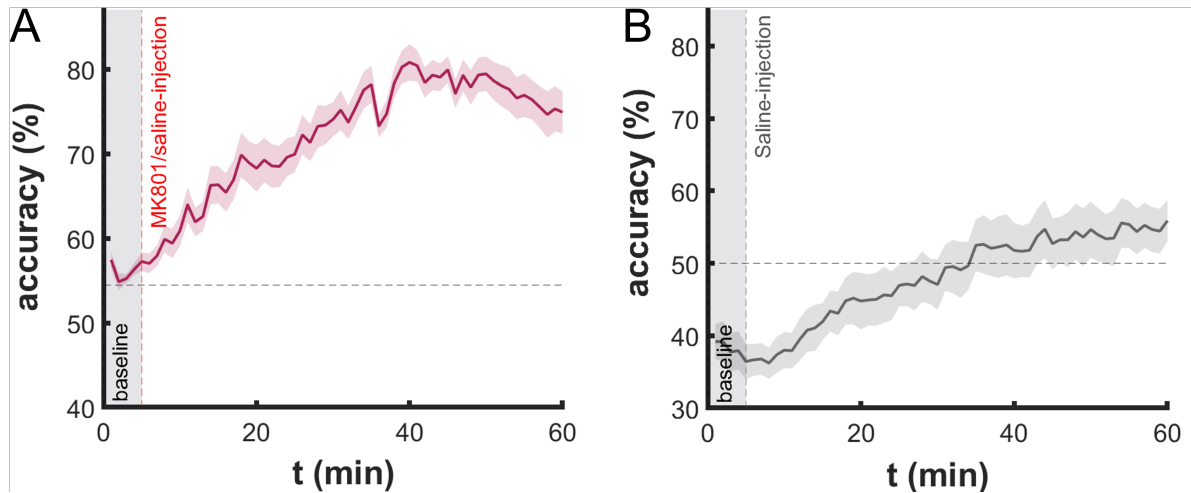 A
accuracy (%)
80
70
60
50
40
MK801/saline-injection
baseline
0
20
40
60
t (min)
B
accuracy (%)
80
70
60
50
40
30
Saline-injection
baseline
0
20
40
60
t (min)